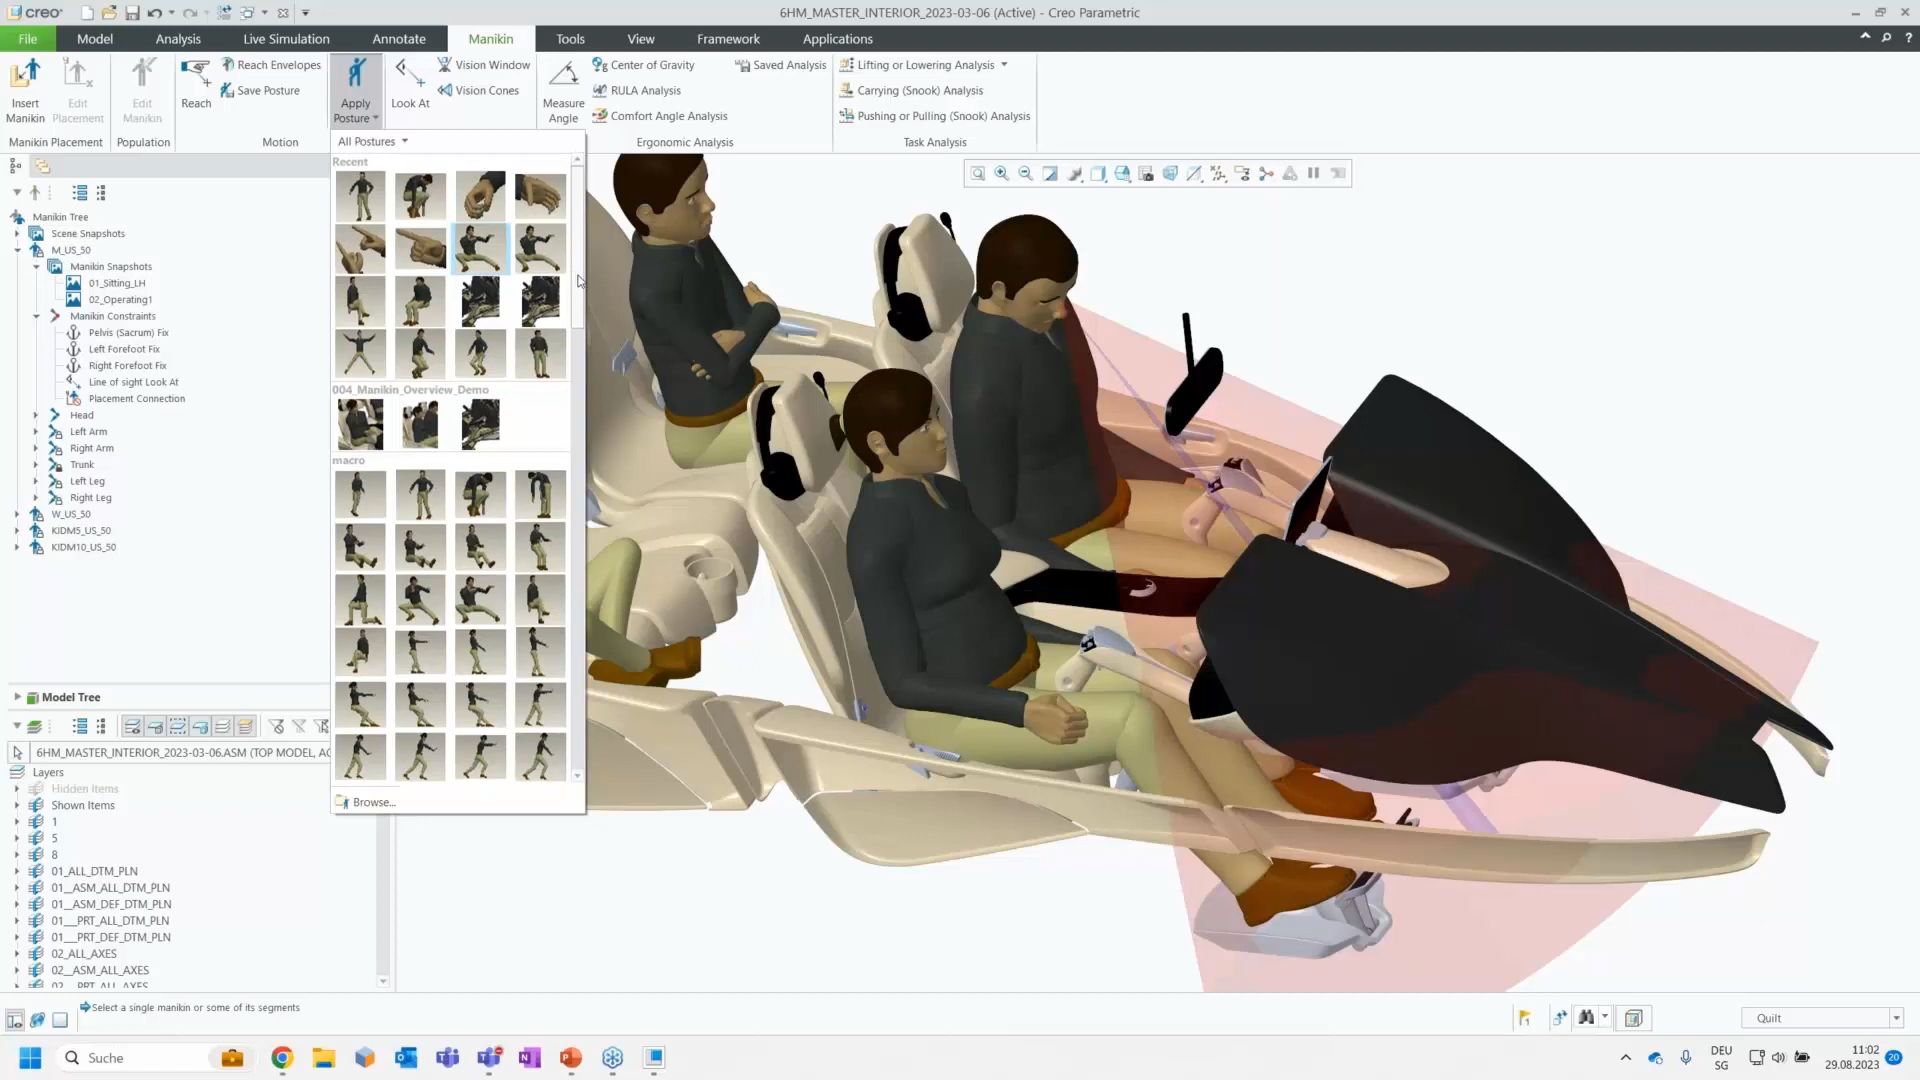 creo
6HM_MASTER_INTERIOR_2023-03-06 (Active) - Creo Parametric
File
Model
Analysis
Live Simulation
Annotate
Manikin
Tools
View
Framework
Applications
Insert Manikin
Edit Placement
Edit Manikin
Reach
Reach Envelopes
Save Posture
Apply Posture
Look At
Vision Window
Vision Cones
Measure Angle
Center of Gravity
RULA Analysis
Comfort Angle Analysis
Saved Analysis
Lifting or Lowering Analysis
Carrying (Snook) Analysis
Pushing or Pulling (Snook) Analysis
Manikin Placement
Population
Motion
Ergonomic Analysis
Task Analysis
All Postures
Recent
004_Manikin_Overview_Demo
macro
Browse...
Manikin Tree
Scene Snapshots
M_US_50
Manikin Snapshots
01_Sitting_LH
02_Operating1
Manikin Constraints
Pelvis (Sacrum) Fix
Left Forefoot Fix
Right Forefoot Fix
Line of sight Look At
Placement Connection
Head
Left Arm
Right Arm
Trunk
Left Leg
Right Leg
W_US_50
KIDM5_US_50
KIDM10_US_50
Model Tree
6HM_MASTER_INTERIOR_2023-03-06.ASM (TOP MODEL, AC
Layers
Hidden Items
Shown Items
1
5
8
01_ALL_DTM_PLN
01__ASM_ALL_DTM_PLN
01__ASM_DEF_DTM_PLN
01___PRT_ALL_DTM_PLN
01___PRT_DEF_DTM_PLN
02_ALL_AXES
02__ASM_ALL_AXES
02__PRT_ALL_AXES
Select a single manikin or some of its segments
Quilt
Suche
DEU
SG
11:02
29.08.2023
20